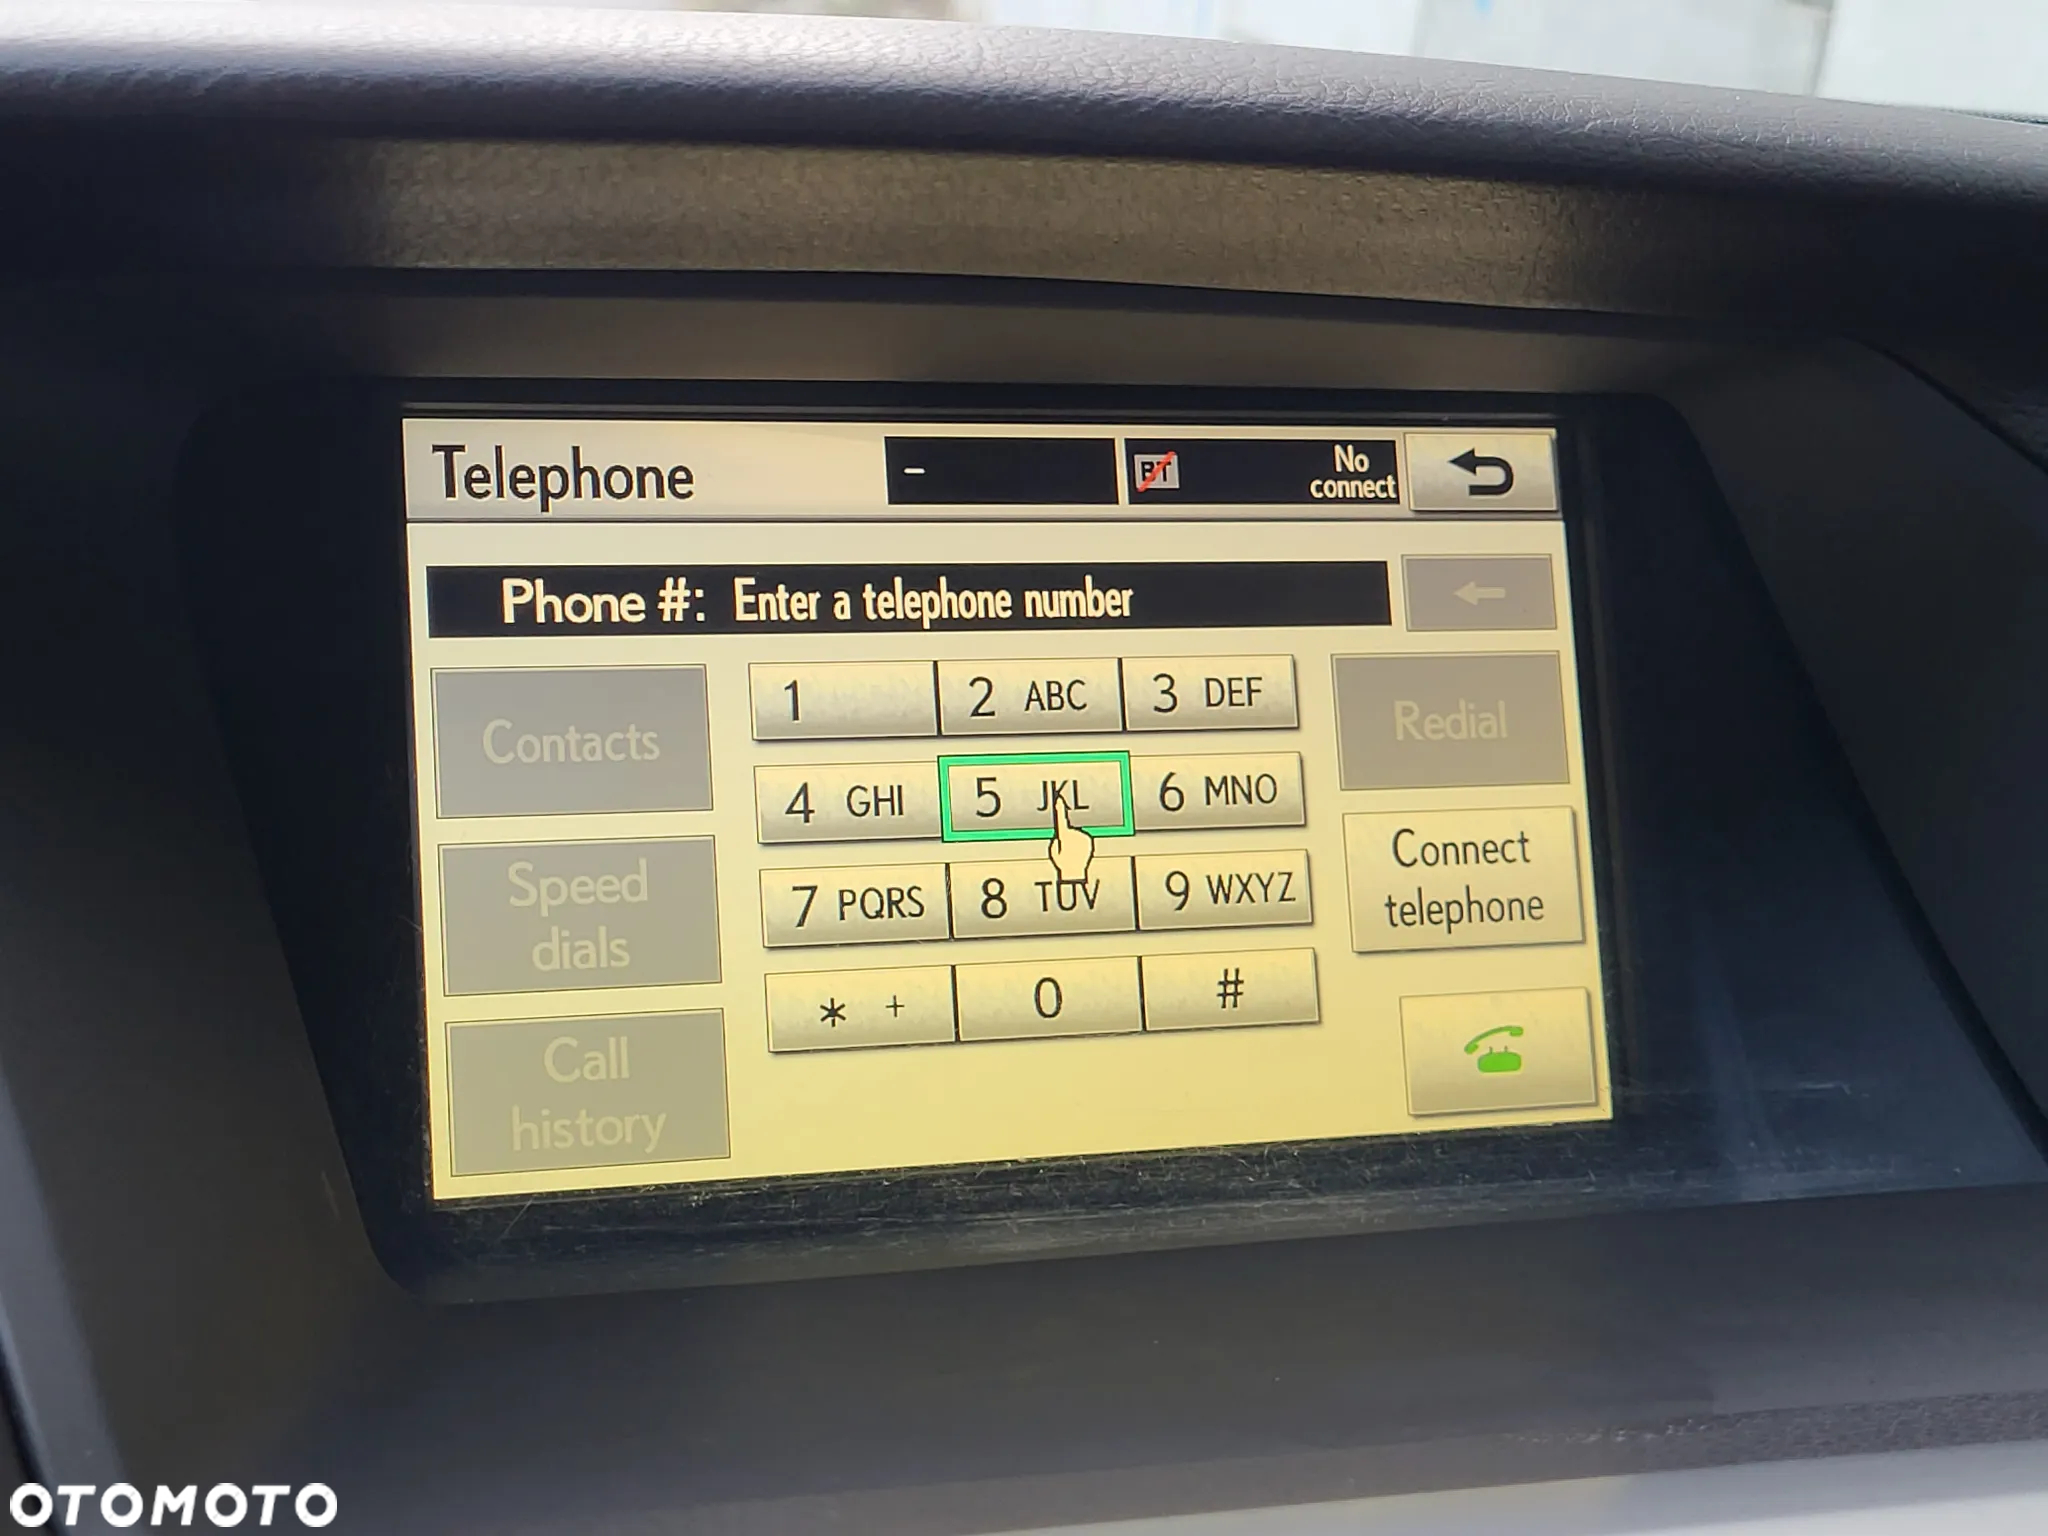 Telephone
–
BT
No
connect
Phone #: Enter a telephone number
Contacts
1
2 ABC
3 DEF
Redial
4 GHI
5 JKL
6 MNO
Speed
dials
7 PQRS
8 TUV
9 WXYZ
Connect
telephone
* +
0
#
Call
history
OTOMOTO